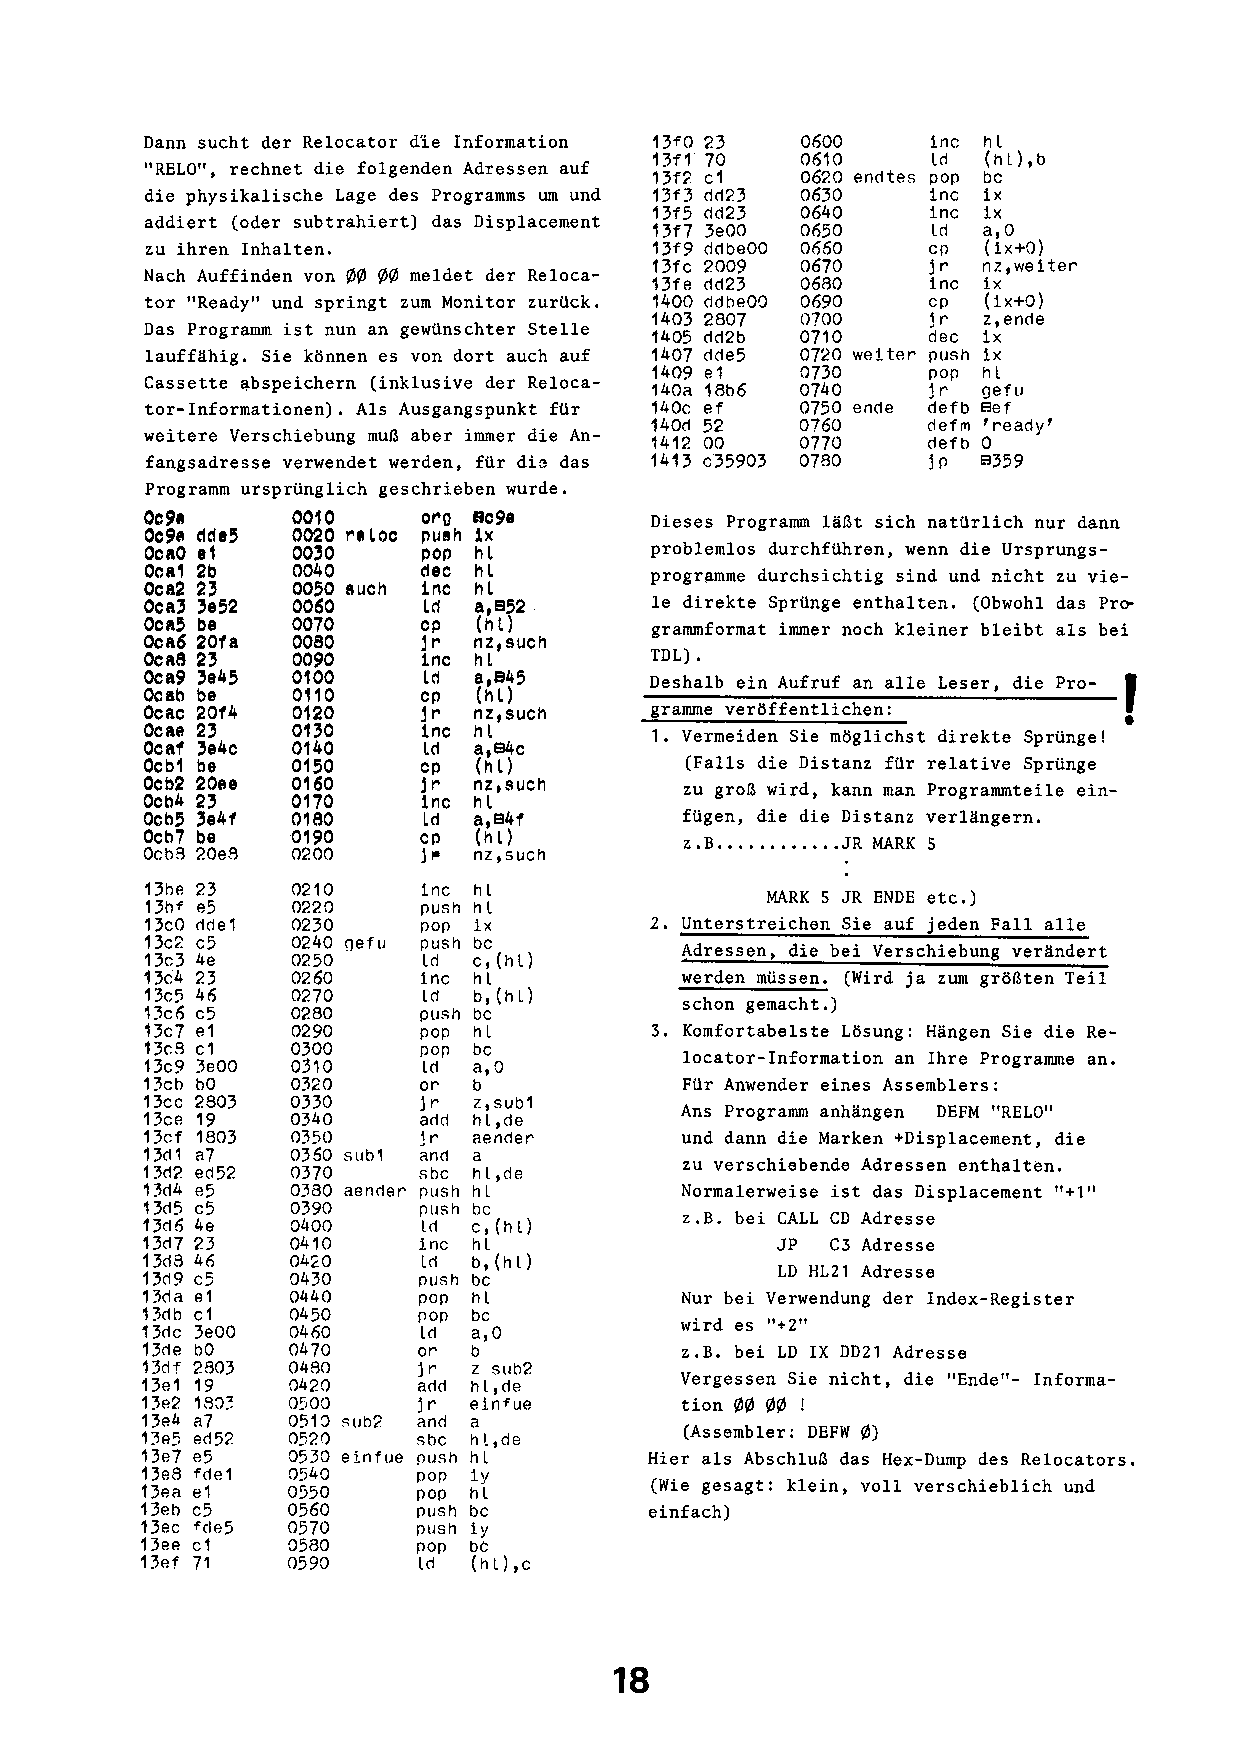 Dann sucht der Relocator die Information
"RELO", rechnet die folgenden Adressen auf
die physikalische Lage des Programms um und
addiert (oder subtrahiert) das Displacement
zu ihren Inhalten.
Nach Auffinden von ØØ ØØ meldet der Reloca-
tor "Ready" und springt zum Monitor zurück.
Das Programm ist nun an gewünschter Stelle
lauffähig. Sie können es von dort auch auf
Cassette abspeichern (inklusive der Reloca-
tor-Informationen). Als Ausgangspunkt für
weitere Verschiebung muß aber immer die An-
fangsadresse verwendet werden, für die das
Programm ursprünglich geschrieben wurde.
0c9e 0010 org &c9e
0c9e dde5 0020 reloc push ix
0ca0 e1 0030 pop hl
0ca1 2b 0040 dec hl
0ca2 23 0050 such inc hl
0ca3 3e52 0060 ld a,&52
0ca5 be 0070 cp (hl)
0ca6 20fa 0080 jr nz,such
0ca8 23 0090 inc hl
0ca9 3e45 0100 ld a,&45
0cab be 0110 cp (hl)
0cac 20f4 0120 jr nz,such
0cae 23 0130 inc hl
0caf 3e4c 0140 ld a,&4c
0cb1 be 0150 cp (hl)
0cb2 20ee 0160 jr nz,such
0cb4 23 0170 inc hl
0cb5 3e4f 0180 ld a,&4f
0cb7 be 0190 cp (hl)
0cb8 20e8 0200 jr nz,such
13be 23 0210 inc hl
13bf e5 0220 push hl
13c0 dde1 0230 pop ix
13c2 c5 0240 gefu push bc
13c3 4e 0250 ld c,(hl)
13c4 23 0260 inc hl
13c5 46 0270 ld b,(hl)
13c6 c5 0280 push bc
13c7 e1 0290 pop hl
13c8 c1 0300 pop bc
13c9 3e00 0310 ld a,0
13cb b0 0320 or b
13cc 2803 0330 jr z,sub1
13ce 19 0340 add hl,de
13cf 1803 0350 jr aender
13d1 a7 0360 sub1 and a
13d2 ed52 0370 sbc hl,de
13d4 e5 0380 aender push hl
13d5 c5 0390 push bc
13d6 4e 0400 ld c,(hl)
13d7 23 0410 inc hl
13d8 46 0420 ld b,(hl)
13d9 c5 0430 push bc
13da e1 0440 pop hl
13db c1 0450 pop bc
13dc 3e00 0460 ld a,0
13de b0 0470 or b
13df 2803 0480 jr z sub2
13e1 19 0420 add hl,de
13e2 1803 0500 jr einfue
13e4 a7 0510 sub2 and a
13e5 ed52 0520 sbc hl,de
13e7 e5 0530 einfue push hl
13e8 fde1 0540 pop iy
13ea e1 0550 pop hl
13eb c5 0560 push bc
13ec fde5 0570 push iy
13ee c1 0580 pop bc
13ef 71 0590 ld (hl),c
13f0 23 0600 inc hl
13f1 70 0610 ld (hl),b
13f2 c1 0620 endtes pop bc
13f3 dd23 0630 inc ix
13f5 dd23 0640 inc ix
13f7 3e00 0650 ld a,0
13f9 ddbe00 0660 cp (ix+0)
13fc 2009 0670 jr nz,weiter
13fe dd23 0680 inc ix
1400 ddbe00 0690 cp (ix+0)
1403 2807 0700 jr z,ende
1405 dd2b 0710 dec ix
1407 dde5 0720 weiter push ix
1409 e1 0730 pop hl
140a 18b6 0740 jr gefu
140c ef 0750 ende defb &ef
140d 52 0760 defm 'ready'
1412 00 0770 defb 0
1413 c35903 0780 jp &359
Dieses Programm läßt sich natürlich nur dann
problemlos durchführen, wenn die Ursprungs-
programme durchsichtig sind und nicht zu vie-
le direkte Sprünge enthalten. (Obwohl das Pro-
grammformat immer noch kleiner bleibt als bei
TDL).
Deshalb ein Aufruf an alle Leser, die Pro- !
gramme veröffentlichen:
1. Vermeiden Sie möglichst direkte Sprünge!
(Falls die Distanz für relative Sprünge
zu groß wird, kann man Programmteile ein-
fügen, die die Distanz verlängern.
z.B............JR MARK 5
.
.
MARK 5 JR ENDE etc.)
2. Unterstreichen Sie auf jeden Fall alle
Adressen, die bei Verschiebung verändert
werden müssen. (Wird ja zum größten Teil
schon gemacht.)
3. Komfortabelste Lösung: Hängen Sie die Re-
locator-Information an Ihre Programme an.
Für Anwender eines Assemblers:
Ans Programm anhängen DEFM "RELO"
und dann die Marken +Displacement, die
zu verschiebende Adressen enthalten.
Normalerweise ist das Displacement "+1"
z.B. bei CALL CD Adresse
JP C3 Adresse
LD HL21 Adresse
Nur bei Verwendung der Index-Register
wird es "+2"
z.B. bei LD IX DD21 Adresse
Vergessen Sie nicht, die "Ende"- Informa-
tion ØØ ØØ !
(Assembler: DEFW Ø)
Hier als Abschluß das Hex-Dump des Relocators.
(Wie gesagt: klein, voll verschieblich und
einfach)
18